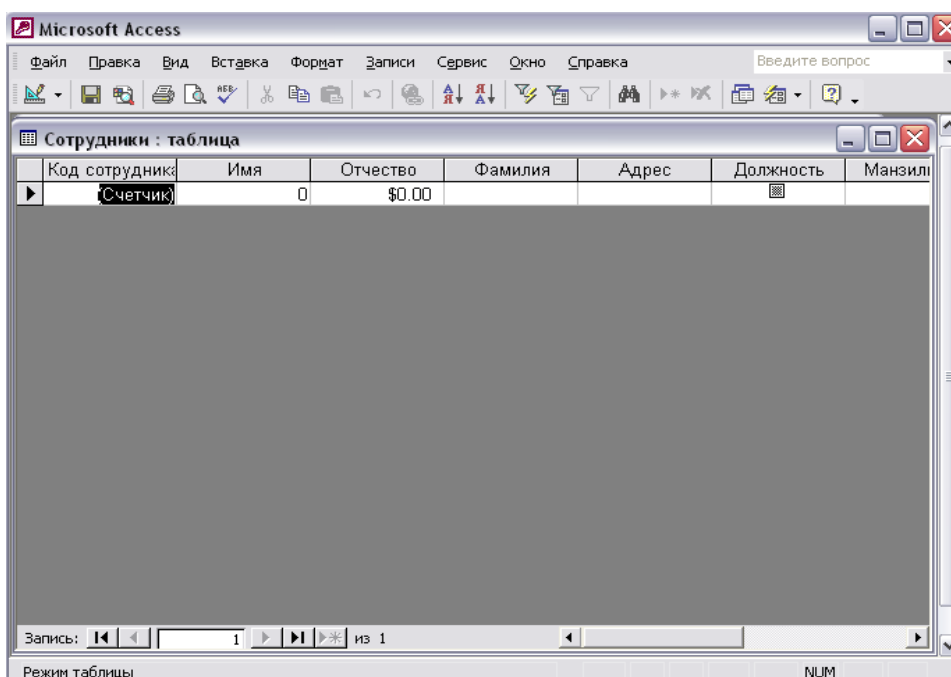 Microsoft Access
Файл Правка Вид Вставка Формат Записи Сервис Окно Справка Введите вопрос
Сотрудники : таблица
Код сотрудника Имя Отчество Фамилия Адрес Должность Манзили
(Счетчик) 0 $0.00
Запись: 1 из 1
Режим таблицы NUM